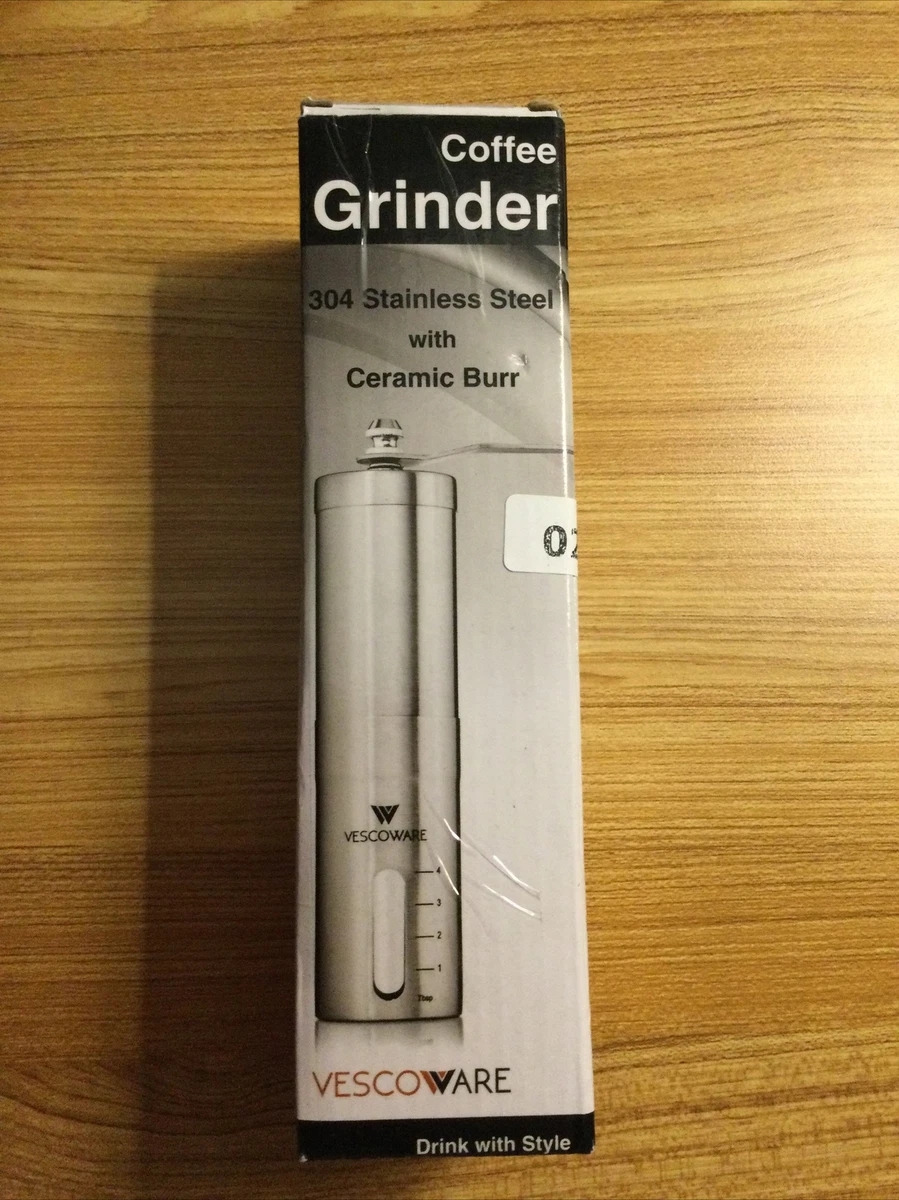 Coffee
Grinder
304 Stainless Steel
with
Ceramic Burr
VESCOWARE
4
3
2
1
Tbsp
VESCOWARE
Drink with Style